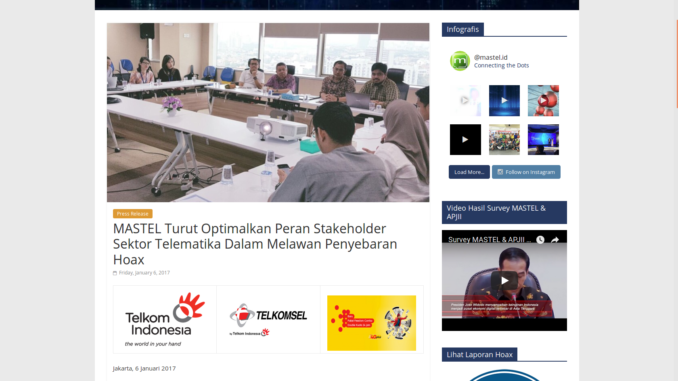 Press Release
MASTEL Turut Optimalkan Peran Stakeholder
Sektor Telematika Dalam Melawan Penyebaran
Hoax
Friday, January 6, 2017
Telkom
Indonesia
the world in your hand
TELKOMSEL
by Telkom Indonesia
Jakarta, 6 Januari 2017
Infografis
@mastel.id
Connecting the Dots
Load More...
Follow on Instagram
Video Hasil Survey MASTEL &
APJII
Survey MASTEL & APJII ...
Lihat Laporan Hoax